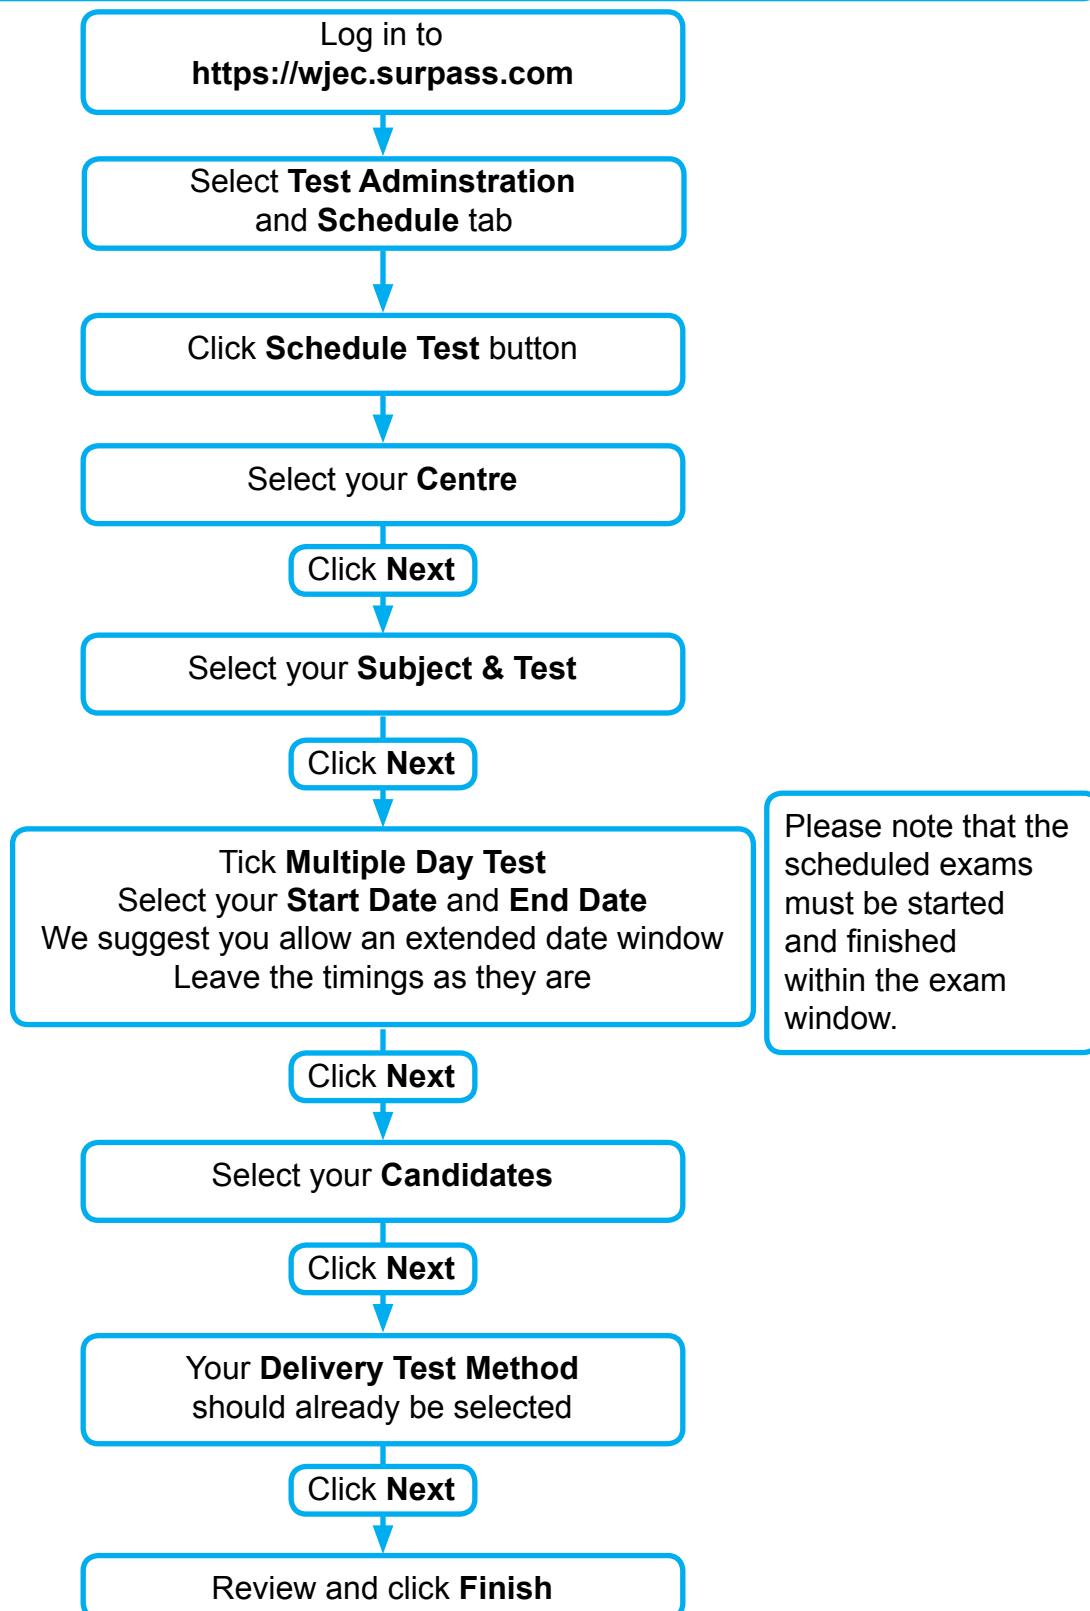 Log in to
https://wjec.surpass.com
Select Test Adminstration
and Schedule tab
Click Schedule Test button
Select your Centre
Click Next
Select your Subject & Test
Click Next
Tick Multiple Day Test
Select your Start Date and End Date
We suggest you allow an extended date window
Leave the timings as they are
Please note that the
scheduled exams
must be started
and finished
within the exam
window.
Click Next
Select your Candidates
Click Next
Your Delivery Test Method
should already be selected
Click Next
Review and click Finish